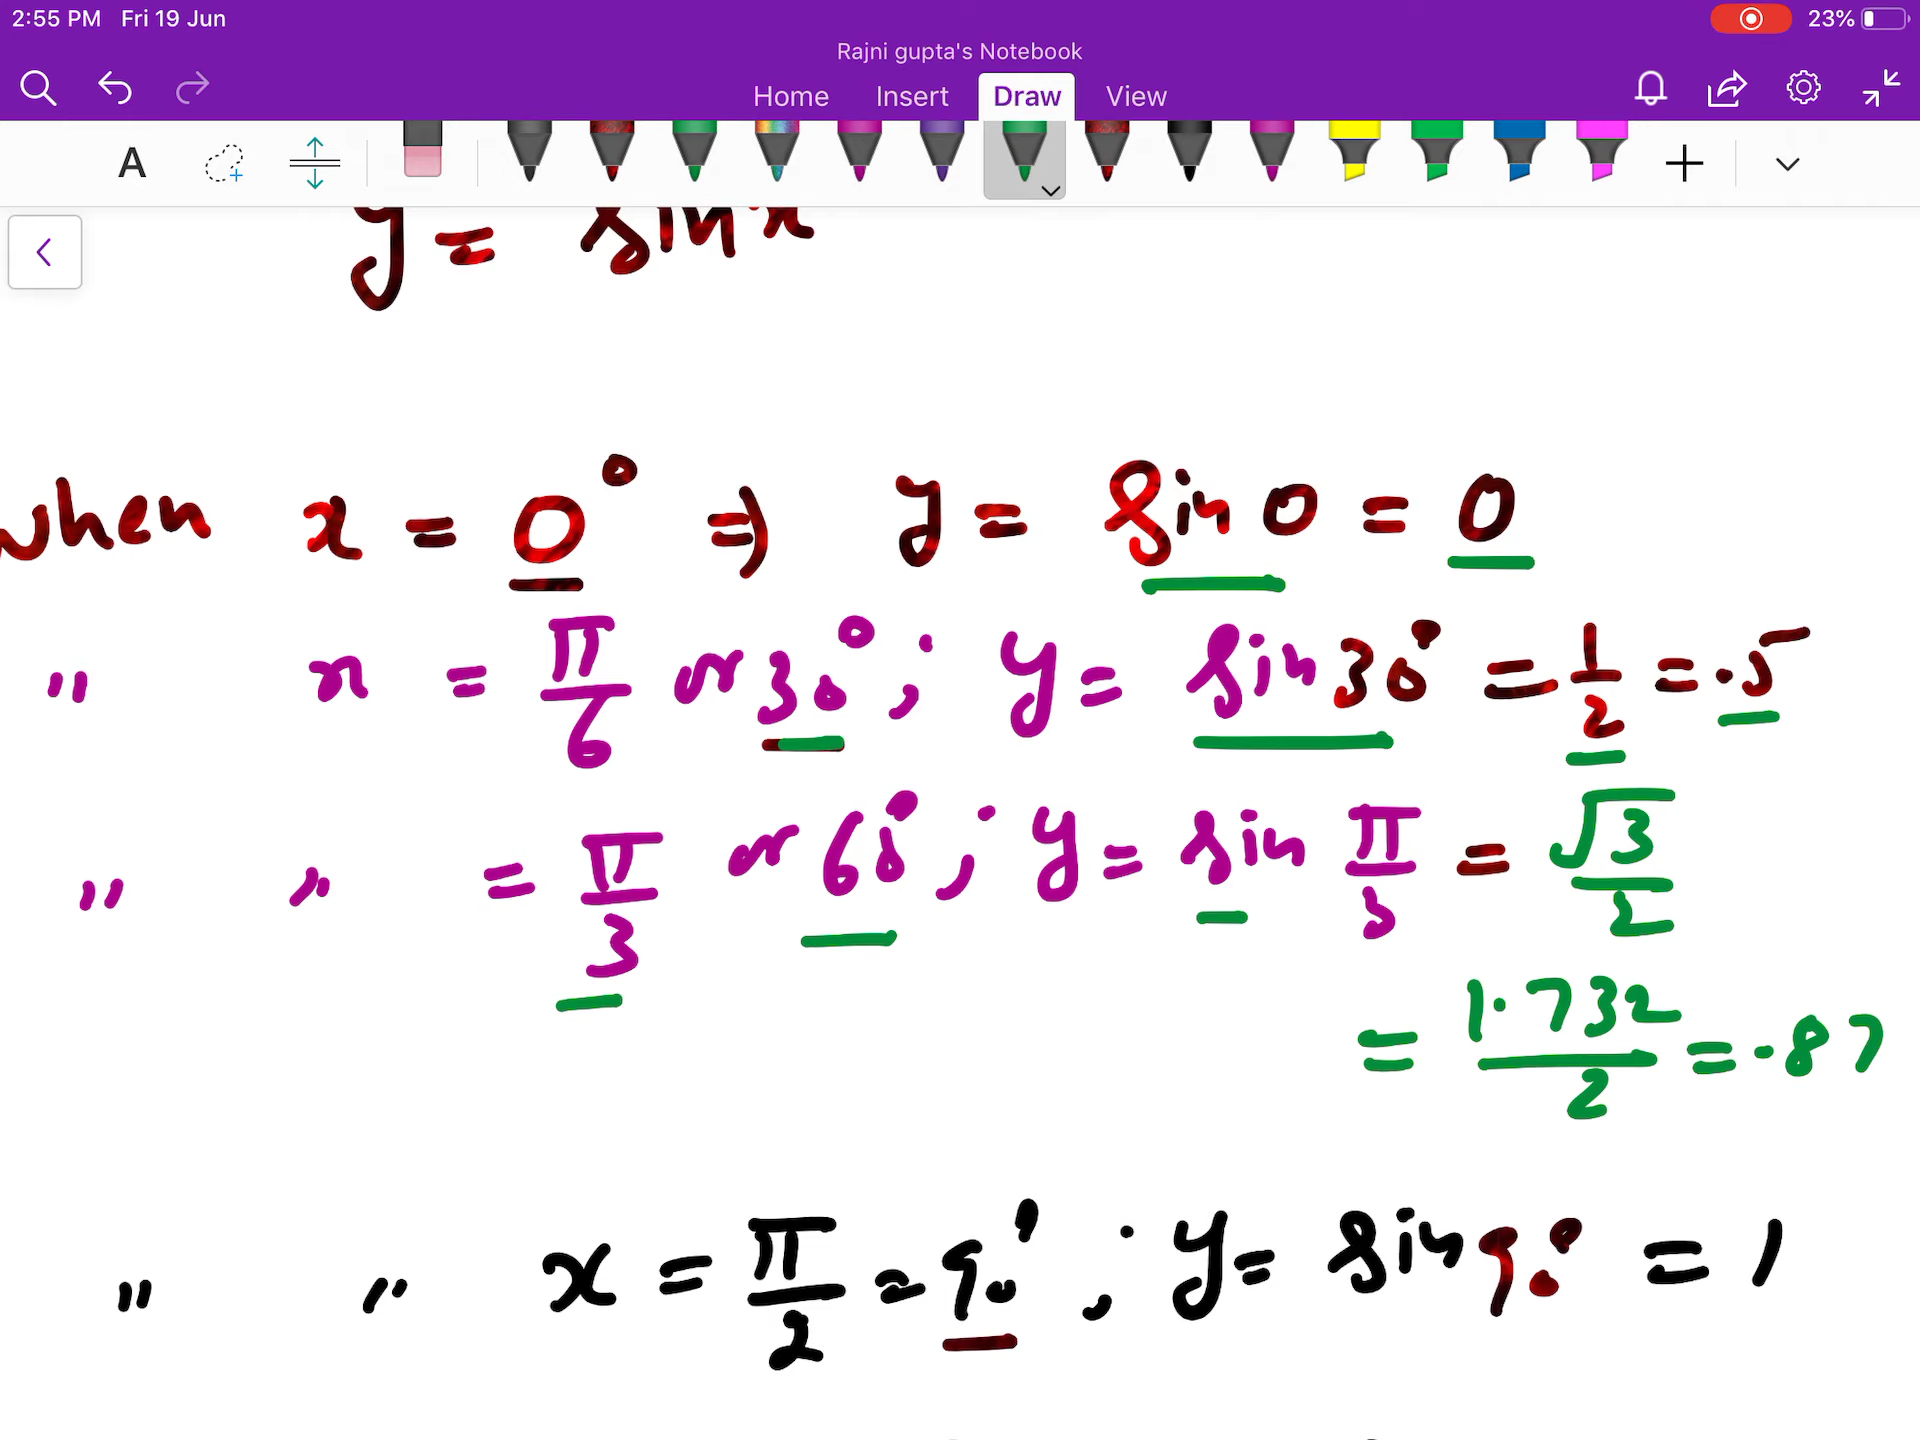 2:55 PM Fri 19 Jun 23%
Rajni gupta's Notebook
Home Insert Draw View
A
y = sin x
when x = 0° ⇒ y = sin 0 = 0
" x = π/6 or 30° ; y = sin 30° = 1/2 = .5
" " = π/3 or 60° ; y = sin π/3 = √3/2
= 1.732/2 = .87
" " x = π/2 = 90° ; y = sin 90° = 1